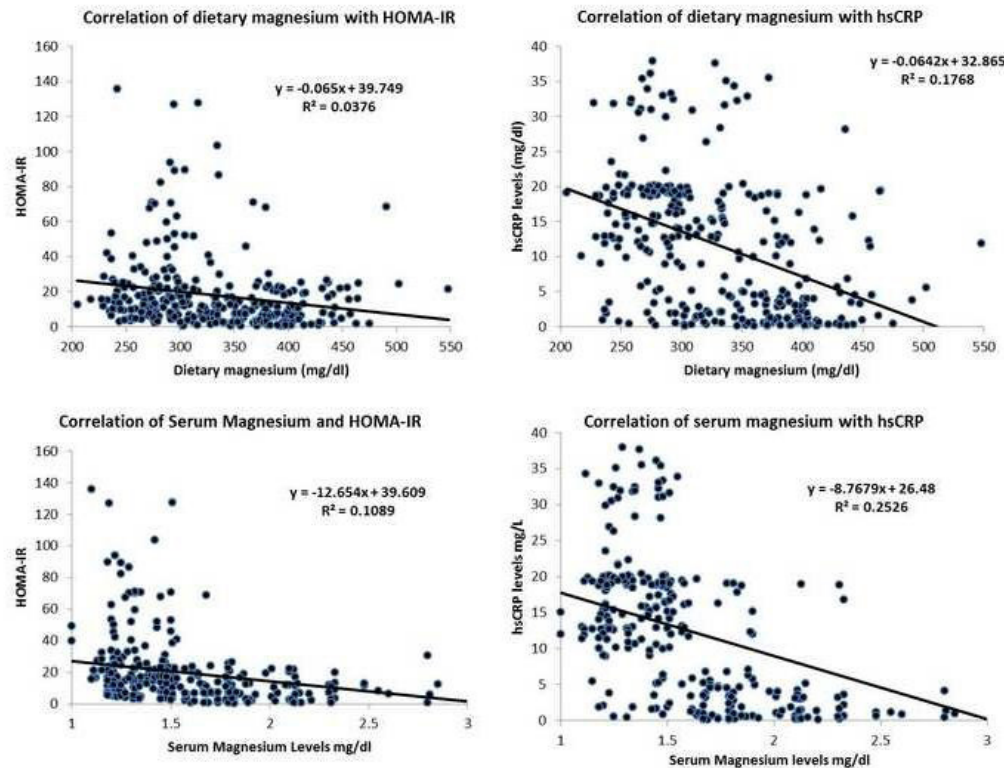 Correlation of dietary magnesium with HOMA-IR
160
140
120
100
80
60
40
20
0
HOMA-IR
y = -0.065x + 39.749
R² = 0.0376
200 250 300 350 400 450 500 550
Dietary magnesium (mg/dl)
Correlation of dietary magnesium with hsCRP
40
35
30
25
20
15
10
5
0
hsCRP levels (mg/dl)
y = -0.0642x + 32.865
R² = 0.1768
200 250 300 350 400 450 500 550
Dietary magnesium (mg/dl)
Correlation of Serum Magnesium and HOMA-IR
160
140
120
100
80
60
40
20
0
HOMA-IR
y = -12.654x + 39.609
R² = 0.1089
1 1.5 2 2.5 3
Serum Magnesium Levels mg/dl
Correlation of serum magnesium with hsCRP
40
35
30
25
20
15
10
5
0
hsCRP levels mg/L
y = -8.7679x + 26.48
R² = 0.2526
1 1.5 2 2.5 3
Serum Magnesium levels mg/dl